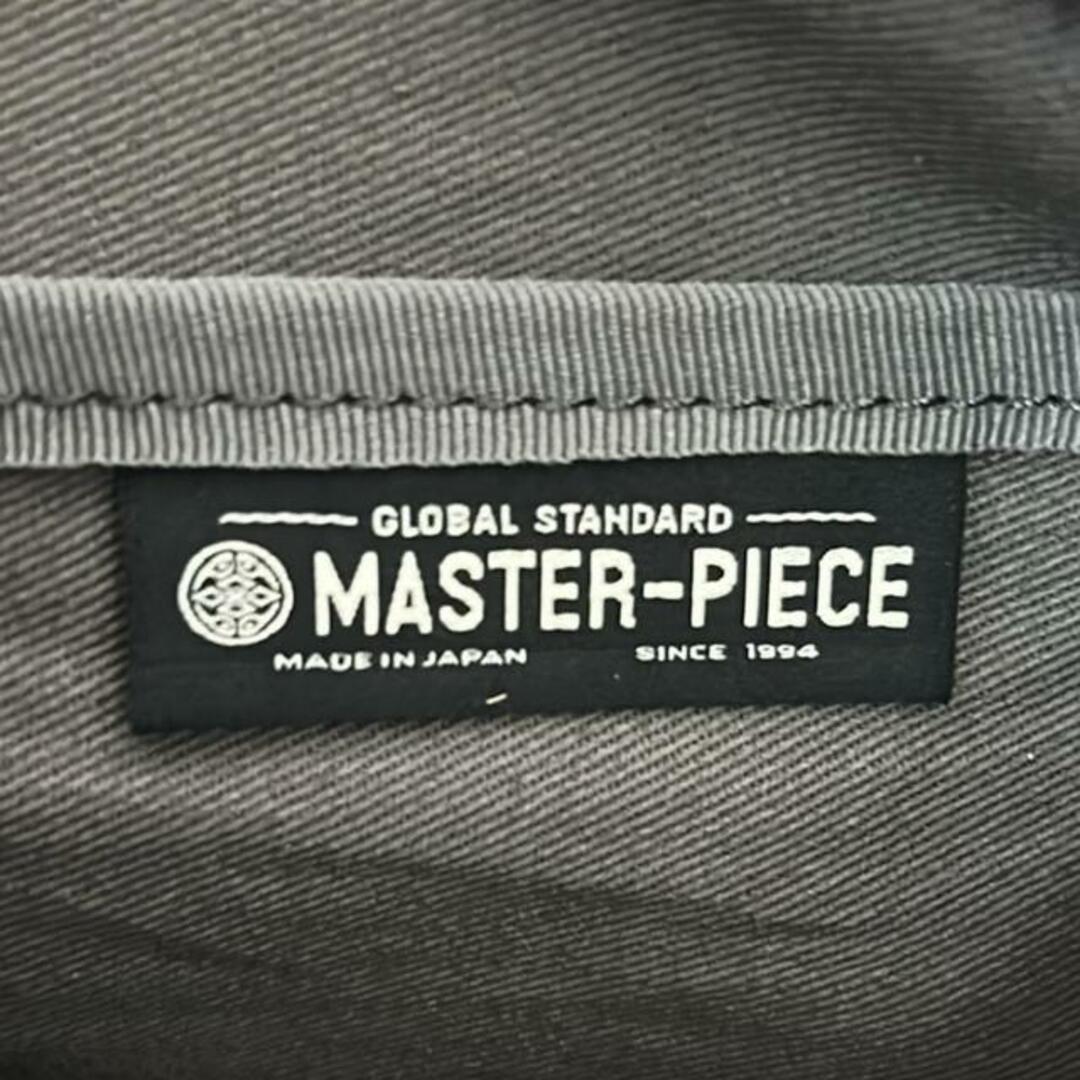 GLOBAL STANDARD
MASTER-PIECE
MADE IN JAPAN SINCE 1994